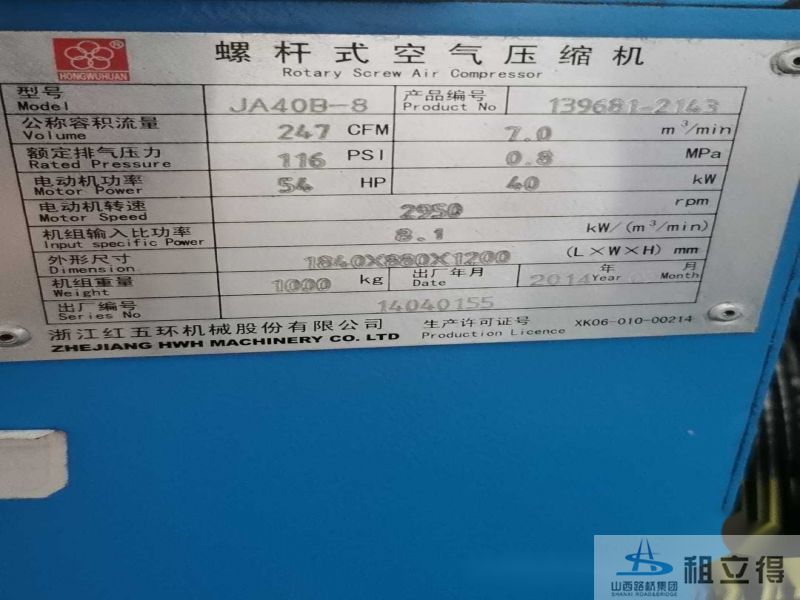 HONGWUHUAN ®
螺杆式空气压缩机
Rotary Screw Air Compressor
型号 JA40B-8 产品编号 139681-2143
Model Product No
公称容积流量 247 CFM 7.0 m³/min
Volume
额定排气压力 116 PSI 0.8 MPa
Rated Pressure
电动机功率 54 HP 40 kW
Motor Power
电动机转速 2950 rpm
Motor Speed
机组输入比功率 8.1 kW/(m³/min)
Input specific Power
外形尺寸 1840X880X1200 (L×W×H) mm
Dimension
机组重量 1000 kg 出厂年月 2014 年 月
Weight Date Year Month
出厂编号 14040155
Series No
浙江红五环机械股份有限公司 生产许可证号 XK06-010-00214
ZHEJIANG HWH MACHINERY CO. LTD Production Licence
山西路桥集团 租立得
SHANXI ROAD&BRIDGE